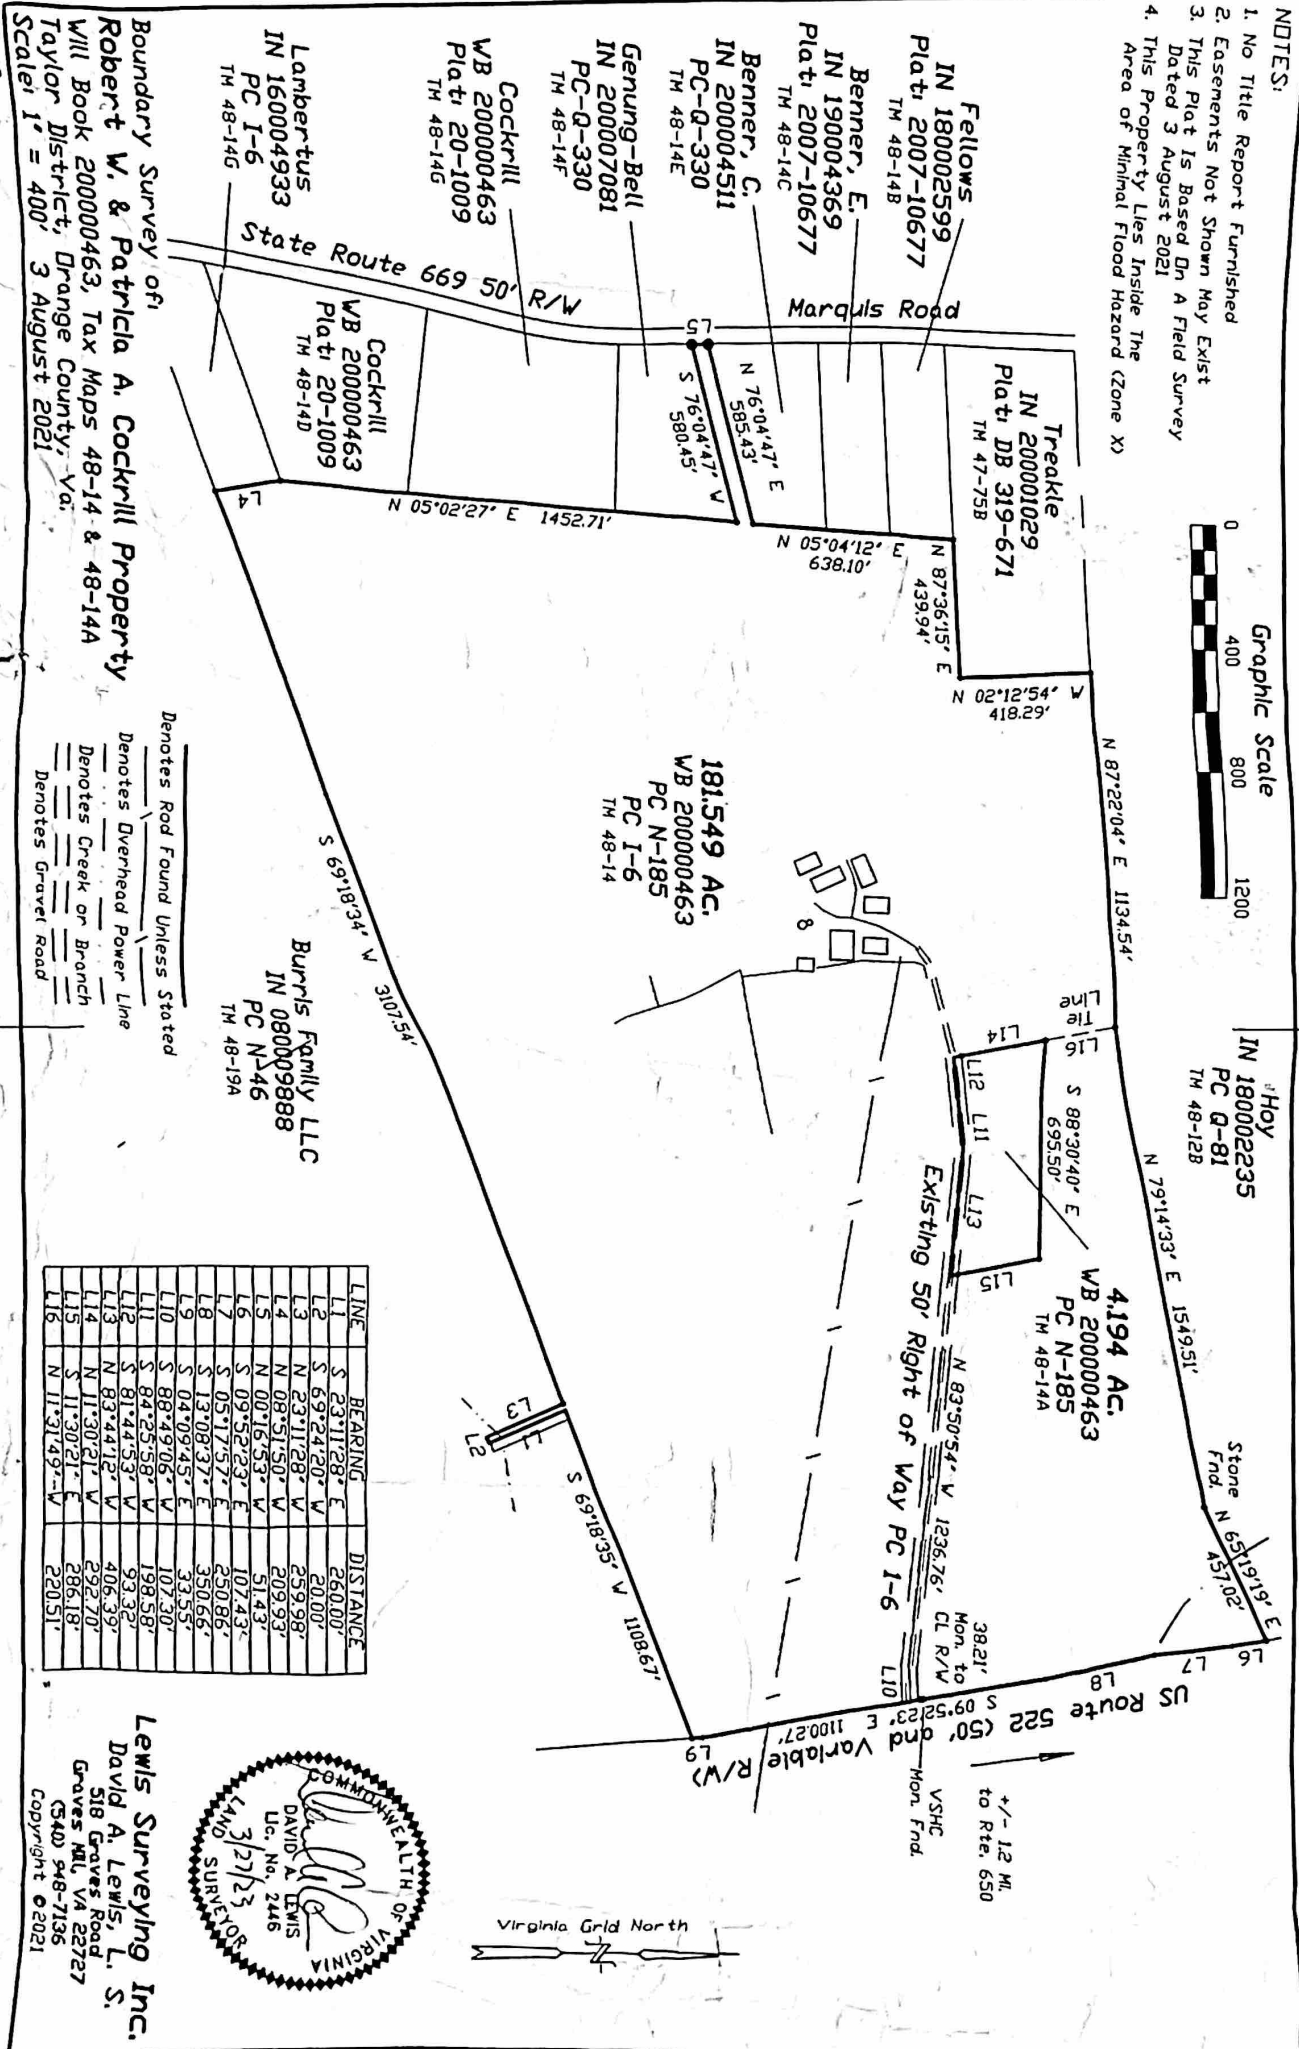 NOTES:
1. No Title Report Furnished
2. Easements Not Shown May Exist
3. This Plat Is Based On A Field Survey
Dated 3 August 2021
4. This Property Lies Inside The
Area of Minimal Flood Hazard (Zone X)
Graphic Scale
0 400 800 1200
Hoy
IN 180002235
PC Q-81
TM 48-12B
Fellows
IN 180002599
Plat: 2007-10677
TM 48-14B
Benner, E.
IN 190004369
Plat: 2007-10677
TM 48-14C
Benner, C.
IN 200004511
PC-Q-330
TM 48-14E
Genung-Bell
IN 200007081
PC-Q-330
TM 48-14F
Cockrill
WB 200000463
Plat: 20-1009
TM 48-14G
Lambertus
IN 160004933
PC I-6
TM 48-14G
State Route 669 50' R/W
Marquis Road
Treakle
IN 200001029
Plat: DB 319-671
TM 47-75B
Cockrill
WB 200000463
Plat: 20-1009
TM 48-14D
L5
N 76°04'47" E
585.43'
S 76°04'47" W
580.45'
L4
N 05°02'27" E 1452.71'
N 05°04'12" E
638.10'
N 87°36'15" E
439.94'
N 02°12'54" W
418.29'
N 87°22'04" E 1134.54'
N 79°14'33" E 1549.51'
Stone
Fnd.
N 65°19'19" E
457.02'
181.549 Ac.
WB 200000463
PC N-185
PC I-6
TM 48-14
8
Tie
Line
L16
L14
L12
L11
L13
L15
S 88°30'40" E
695.50'
4.194 Ac.
WB 200000463
PC N-185
TM 48-14A
Existing 50' Right of Way PC I-6
N 83°50'54" W 1236.76'
38.21'
Mon. to
CL R/W
L10
L6
L7
L8
L9
US Route 522 (50' and Variable R/W)
S 09°52'23" E 1100.27'
VSHC
Mon. Fnd.
+/- 1.2 Mi.
to Rte. 650
S 69°18'34" W 3107.54'
S 69°18'35" W 1108.67'
L3
L1
L2
Burris Family LLC
IN 080009888
PC N-46
TM 48-19A
Boundary Survey of:
Robert W. & Patricia A. Cockrill Property
Will Book 200000463, Tax Maps 48-14 & 48-14A
Taylor District, Orange County, Va.
Scale: 1" = 400' 3 August 2021
Denotes Rod Found Unless Stated
Denotes Overhead Power Line
Denotes Creek or Branch
Denotes Gravel Road
LINE BEARING DISTANCE
L1 S 23°11'28" E 260.00'
L2 S 69°24'20" W 20.00'
L3 N 23°11'28" W 259.98'
L4 N 08°51'50" W 209.93'
L5 N 00°16'53" W 51.43'
L6 S 09°52'23" E 107.43'
L7 S 05°17'57" E 250.86'
L8 S 13°08'37" E 350.66'
L9 S 04°09'45" E 33.55'
L10 S 88°49'06" W 107.30'
L11 S 84°25'58" W 198.58'
L12 S 81°44'53" W 93.32'
L13 N 83°44'12" W 406.39'
L14 N 11°30'21" W 292.70'
L15 S 11°30'21" E 286.18'
L16 N 11°31'49" W 220.51'
Virginia Grid North
COMMONWEALTH OF VIRGINIA
DAVID A. LEWIS
Lic. No. 2446
3/27/23
LAND SURVEYOR
Lewis Surveying Inc.
David A. Lewis, L. S.
518 Graves Road
Graves Mill, VA 22727
(540) 948-7136
Copyright ©2021